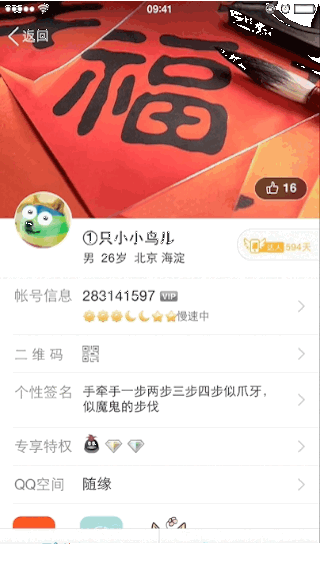 09:41
返回
福
16
①只小小鸟儿
男 26岁 北京 海淀
达人 594天
帐号信息 283141597 VIP
慢速中
二 维 码
个性签名 手牵手一步两步三步四步似爪牙，
似魔鬼的步伐
专享特权
QQ空间 随缘